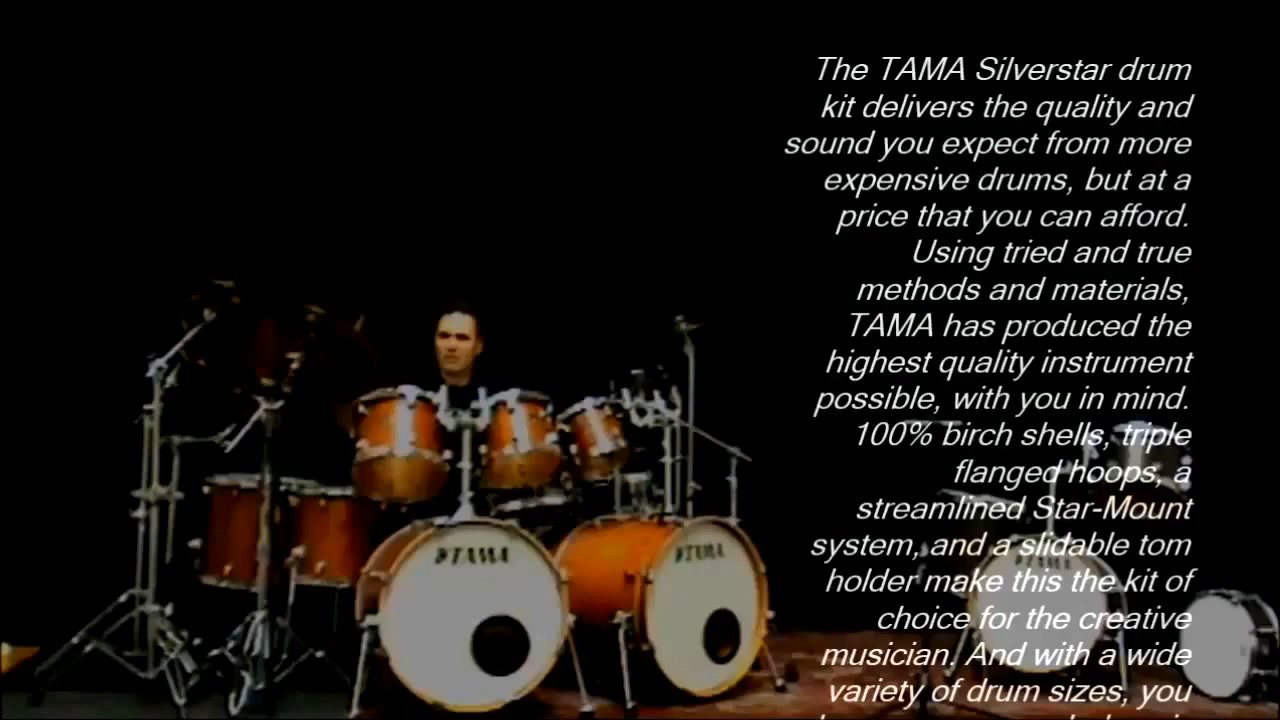 The TAMA Silverstar drum
kit delivers the quality and
sound you expect from more
expensive drums, but at a
price that you can afford.
Using tried and true
methods and materials,
TAMA has produced the
highest quality instrument
possible, with you in mind.
100% birch shells, triple
flanged hoops, a
streamlined Star-Mount
system, and a slidable tom
holder make this the kit of
choice for the creative
musician. And with a wide
variety of drum sizes, you
TAMA
TAMA
TAMA